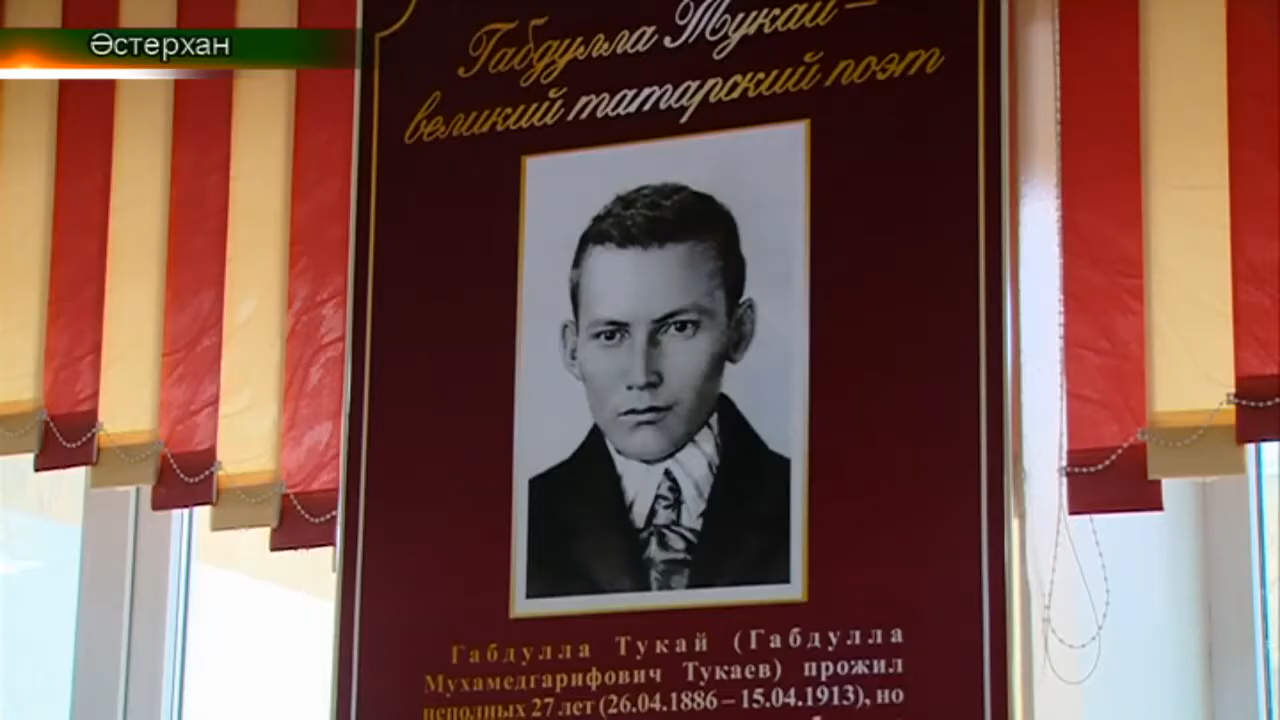 Әстерхан
Габдулла Тукай –
великий татарский поэт
Габдулла Тукай (Габдулла
Мухамедгарифович Тукаев) прожил
неполных 27 лет (26.04.1886 – 15.04.1913), но